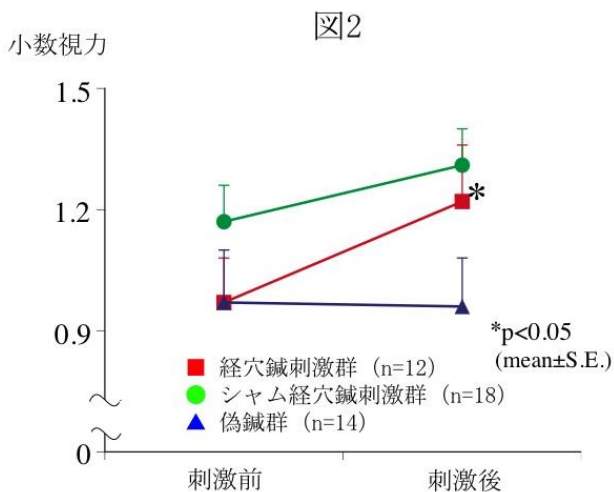 図2
小数視力
1.5
1.2
0.9
0
*
*p<0.05
(mean±S.E.)
経穴鍼刺激群 (n=12)
シャム経穴鍼刺激群 (n=18)
偽鍼群 (n=14)
刺激前
刺激後